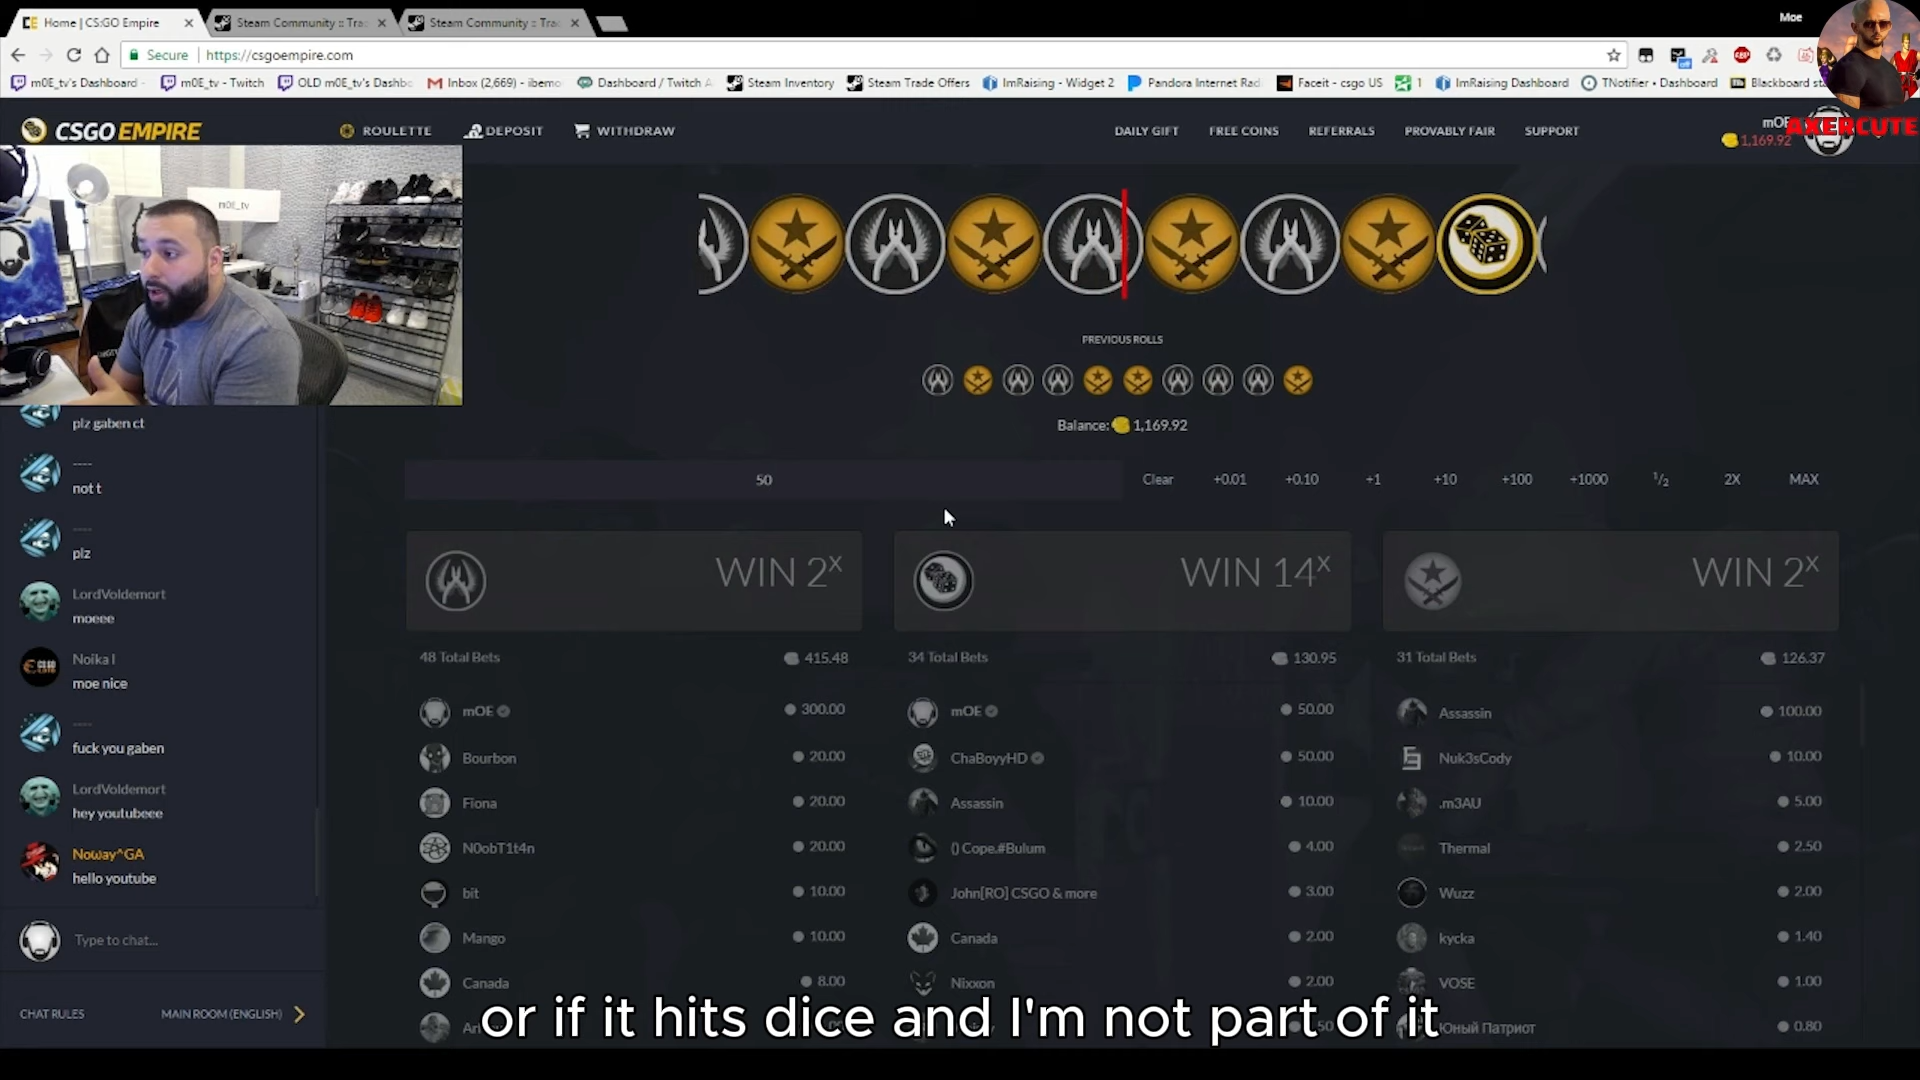 Home | CS:GO Empire
Steam Community :: Tra
Steam Community :: Tra
Moe
Secure
https://csgoempire.com
m0E_tv's Dashboard
m0E_tv - Twitch
OLD m0E_tv's Dashb
Inbox (2,669) - ibemo
Dashboard / Twitch A
Steam Inventory
Steam Trade Offers
ImRaising - Widget 2
Pandora Internet Rad
Faceit - csgo US
1
ImRaising Dashboard
TNotifier • Dashboard
Blackboard sta
CSGO EMPIRE
ROULETTE
DEPOSIT
WITHDRAW
DAILY GIFT
FREE COINS
REFERRALS
PROVABLY FAIR
SUPPORT
mOE
1,169.92
AXERCUTE
m0E_tv
PREVIOUS ROLLS
Balance: 1,169.92
50
Clear
+0.01
+0.10
+1
+10
+100
+1000
1/2
2X
MAX
WIN 2X
WIN 14X
WIN 2X
48 Total Bets 415.48
34 Total Bets 130.95
31 Total Bets 126.37
mOE 300.00
mOE 50.00
Assassin 100.00
Bourbon 20.00
ChaBoyyHD 50.00
Nuk3sCody 10.00
Fiona 20.00
Assassin 10.00
.m3AU 5.00
N0obT1t4n 20.00
() Cope.#Bulum 4.00
Thermal 2.50
bit 10.00
John[RO] CSGO & more 3.00
Wuzz 2.00
Mango 10.00
Canada 2.00
kycka 1.40
Canada 8.00
Nixxon 2.00
VOSE 1.00
Юный Патриот 0.80
plz gaben ct
----
not t
----
plz
LordVoldemort
moeee
Noika l
moe nice
----
fuck you gaben
LordVoldemort
hey youtubeee
Noway^GA
hello youtube
Type to chat...
CHAT RULES
MAIN ROOM (ENGLISH)
or if it hits dice and I'm not part of it